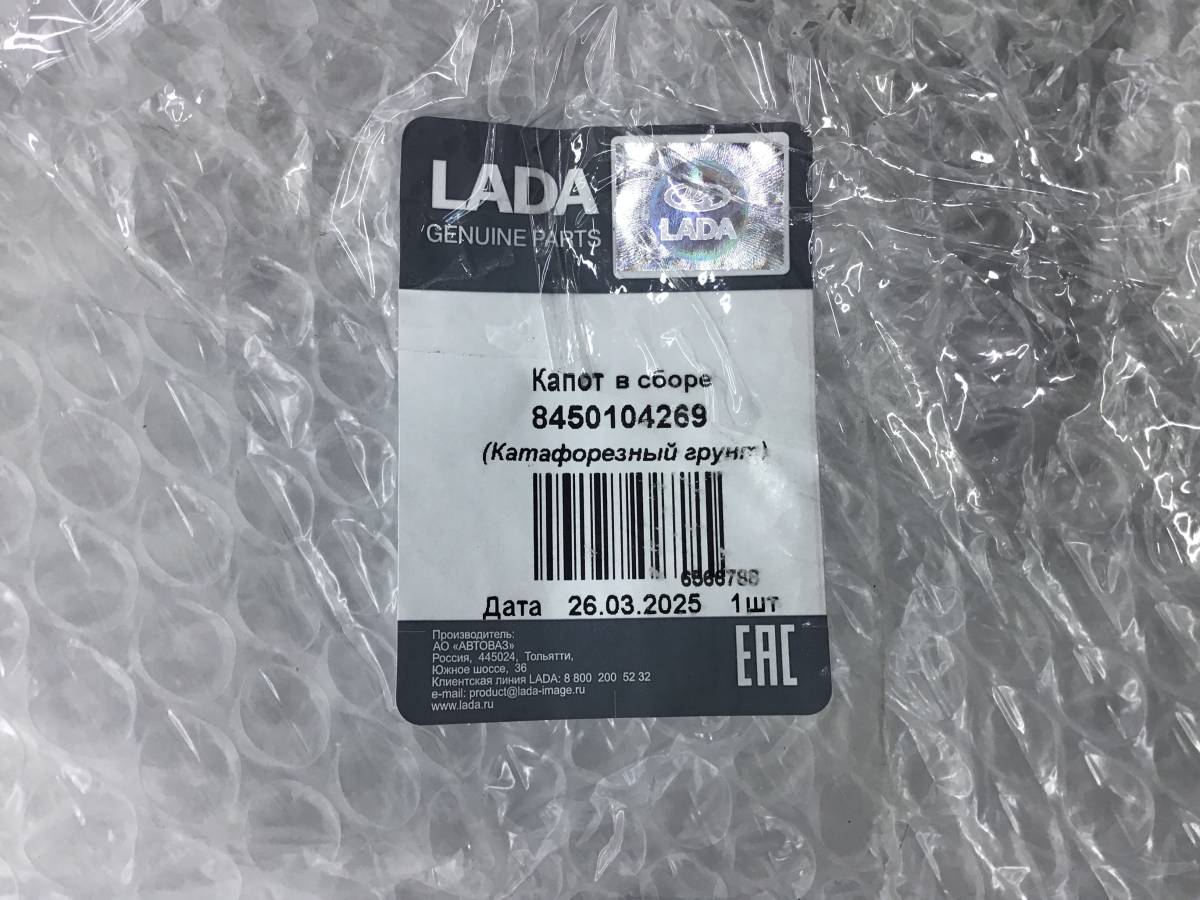 LADA
GENUINE PARTS
LADA
Капот в сборе
8450104269
(Катафорезный грунт)
Дата 26.03.2025 1шт
Производитель:
АО «АВТОВАЗ»
Россия, 445024, Тольятти,
Южное шоссе, 36
Клиентская линия LADA: 8 800 200 52 32
e-mail: product@lada-image.ru
www.lada.ru
EAC